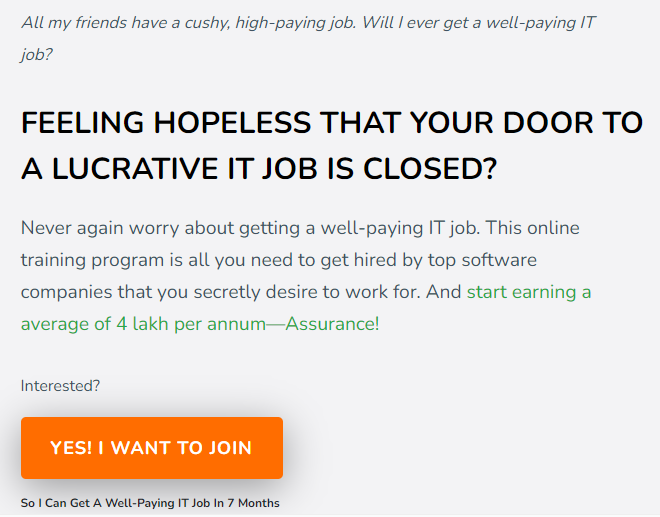 All my friends have a cushy, high-paying job. Will I ever get a well-paying IT
job?
FEELING HOPELESS THAT YOUR DOOR TO
A LUCRATIVE IT JOB IS CLOSED?
Never again worry about getting a well-paying IT job. This online
training program is all you need to get hired by top software
companies that you secretly desire to work for. And start earning a
average of 4 lakh per annum—Assurance!
Interested?
YES! I WANT TO JOIN
So I Can Get A Well-Paying IT Job In 7 Months